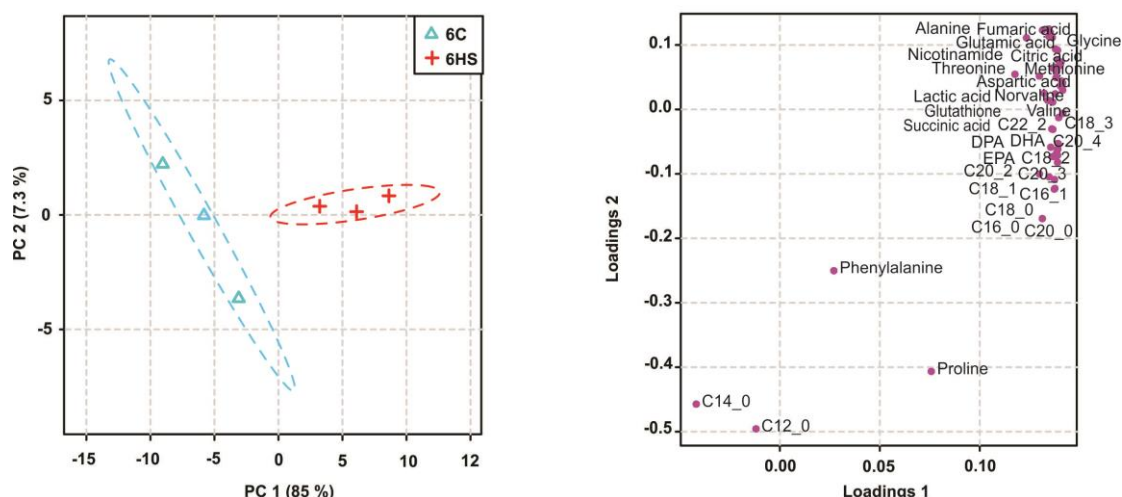 6C
6HS
PC 2 (7.3 %)
5
0
-5
-15
-10
-5
0
5
10
12
PC 1 (85 %)
Loadings 2
0.1
0.0
-0.1
-0.2
-0.3
-0.4
-0.5
Alanine Fumaric acid
Glutamic acid Glycine
Nicotinamide Citric acid
Threonine Methionine
Aspartic acid
Lactic acid Norvaline
Glutathione Valine
Succinic acid C22_2 C18_3
DPA DHA C20_4
EPA C18_2
C20_2 C20_3
C18_1 C16_1
C18_0
C16_0 C20_0
Phenylalanine
Proline
C14_0
C12_0
0.00
0.05
0.10
Loadings 1